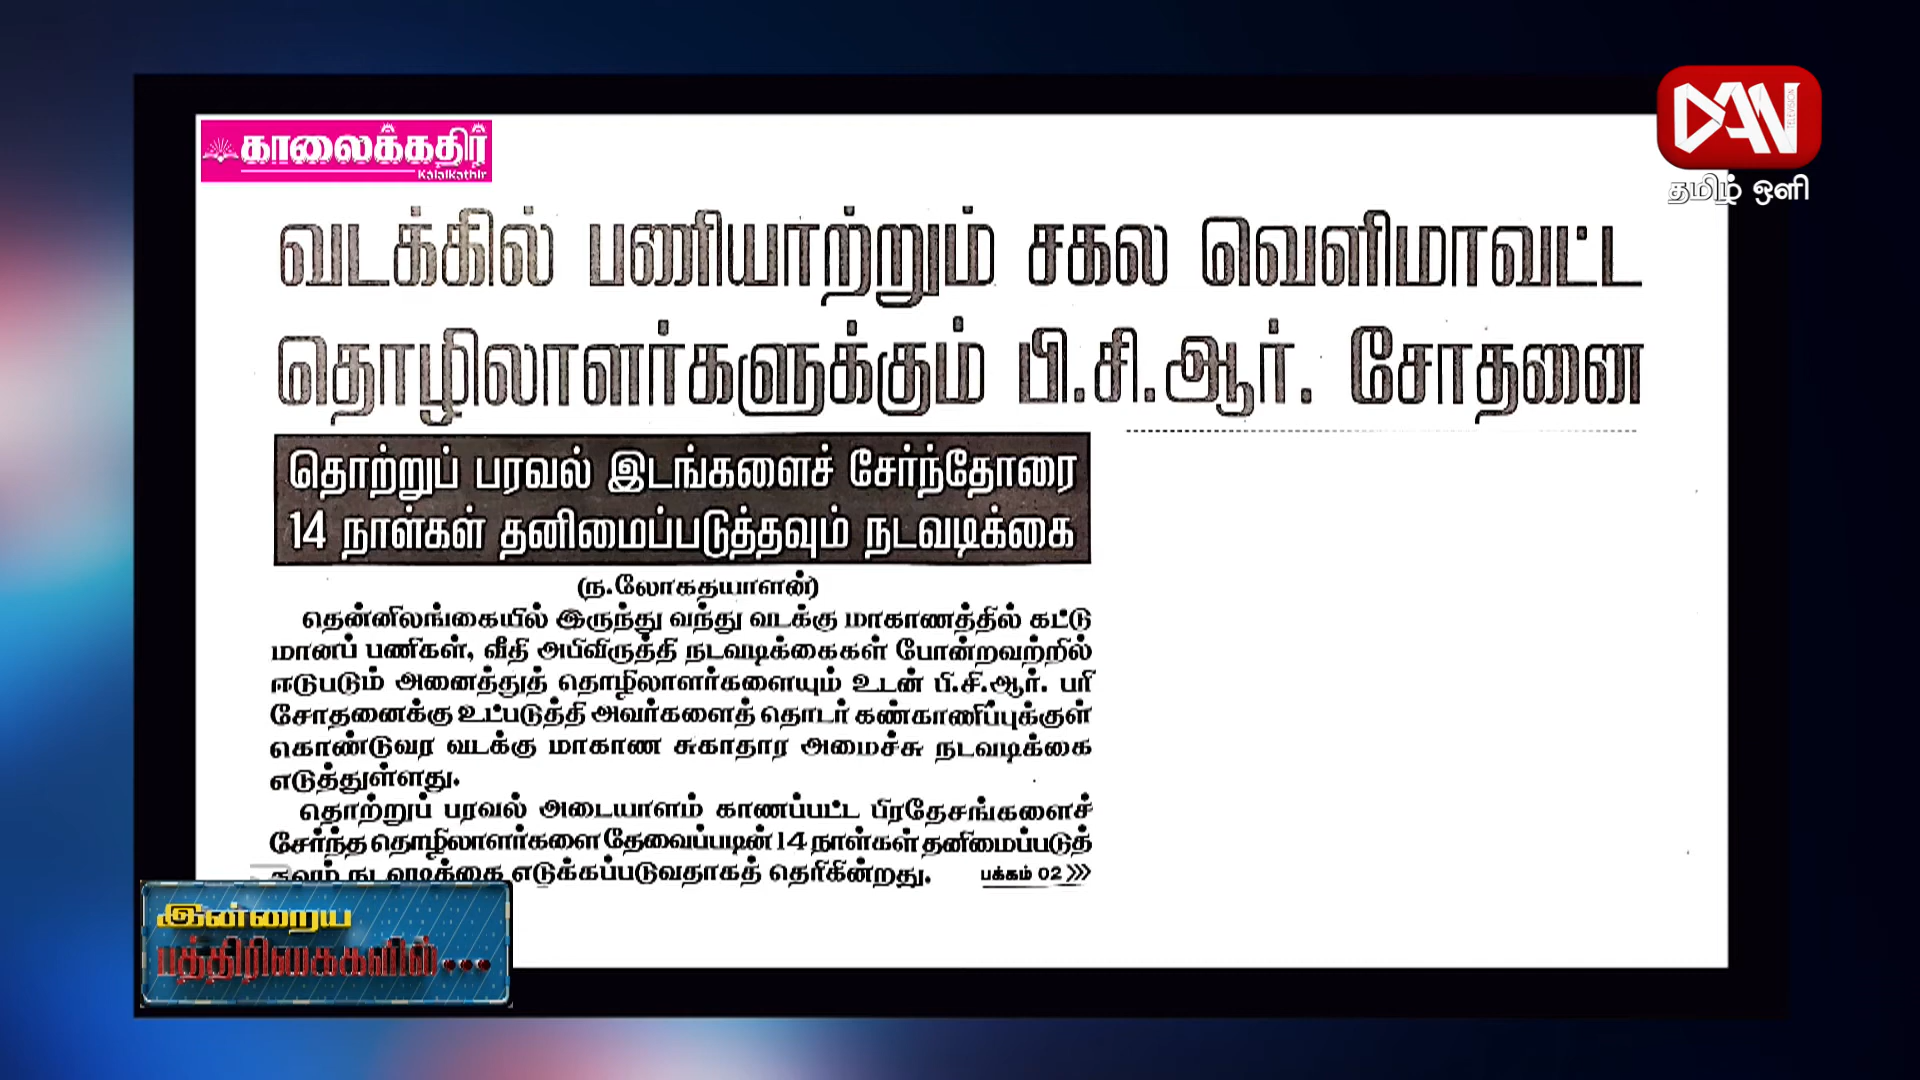 காலைக்கதிர்
Kalaikathir
DAN
TELEVISION
தமிழ் ஒளி
வடக்கில் பணியாற்றும் சகல வெளிமாவட்ட
தொழிலாளர்களுக்கும் பி.சி.ஆர். சோதனை
தொற்றுப் பரவல் இடங்களைச் சேர்ந்தோரை
14 நாள்கள் தனிமைப்படுத்தவும் நடவடிக்கை
(ந.லோகதயாளன்)
தென்னிலங்கையில் இருந்து வந்து வடக்கு மாகாணத்தில் கட்டு
மானப் பணிகள், வீதி அபிவிருத்தி நடவடிக்கைகள் போன்றவற்றில்
ஈடுபடும் அனைத்துத் தொழிலாளர்களையும் உடன் பி.சி.ஆர். பரி
சோதனைக்கு உட்படுத்தி அவர்களைத் தொடர் கண்காணிப்புக்குள்
கொண்டுவர வடக்கு மாகாண சுகாதார அமைச்சு நடவடிக்கை
எடுத்துள்ளது.
தொற்றுப் பரவல் அடையாளம் காணப்பட்ட பிரதேசங்களைச்
சேர்ந்த தொழிலாளர்களை தேவைப்படின் 14 நாள்கள் தனிமைப்படுத்
தவும் நடவடிக்கை எடுக்கப்படுவதாகத் தெரிகின்றது. பக்கம் 02 >>>
இன்றைய
பத்திரிகைகளில்...